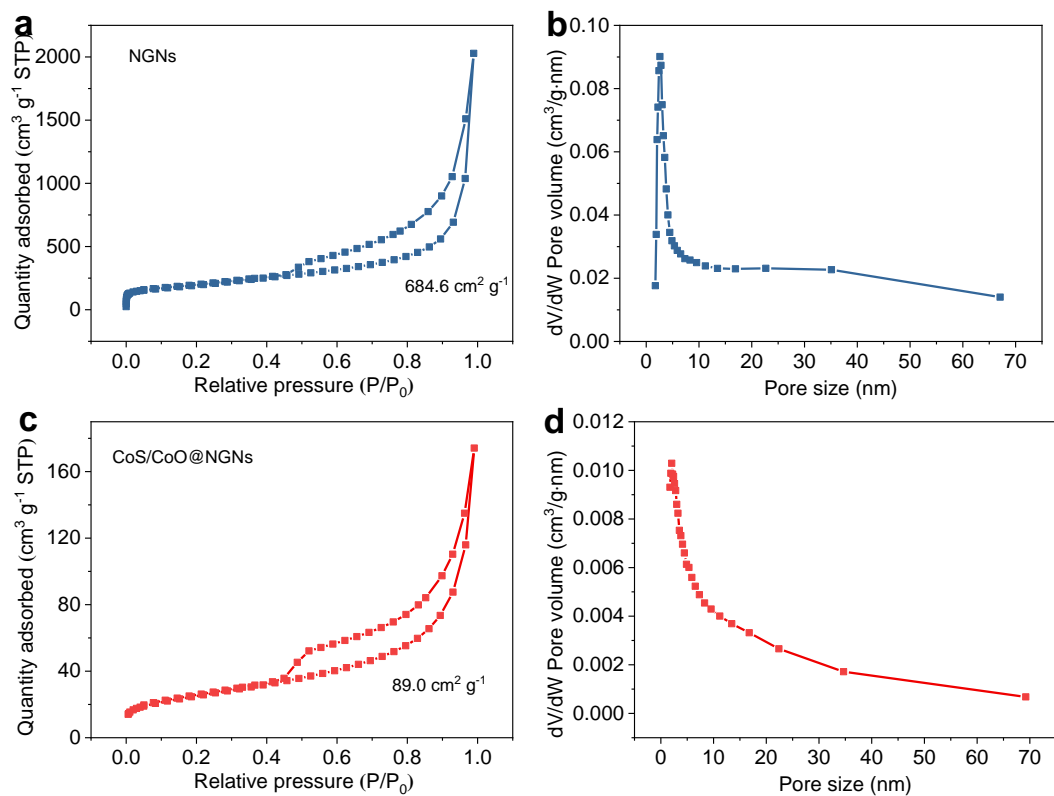 a
NGNs
684.6 cm² g⁻¹
Quantity adsorbed (cm³ g⁻¹ STP)
0
500
1000
1500
2000
0.0 0.2 0.4 0.6 0.8 1.0
Relative pressure (P/P₀)
b
dV/dW Pore volume (cm³/g·nm)
0.10
0.08
0.06
0.04
0.02
0.00
0 10 20 30 40 50 60 70
Pore size (nm)
c
CoS/CoO@NGNs
89.0 cm² g⁻¹
Quantity adsorbed (cm³ g⁻¹ STP)
160
120
80
40
0
0.0 0.2 0.4 0.6 0.8 1.0
Relative pressure (P/P₀)
d
dV/dW Pore volume (cm³/g·nm)
0.012
0.010
0.008
0.006
0.004
0.002
0.000
0 10 20 30 40 50 60 70
Pore size (nm)